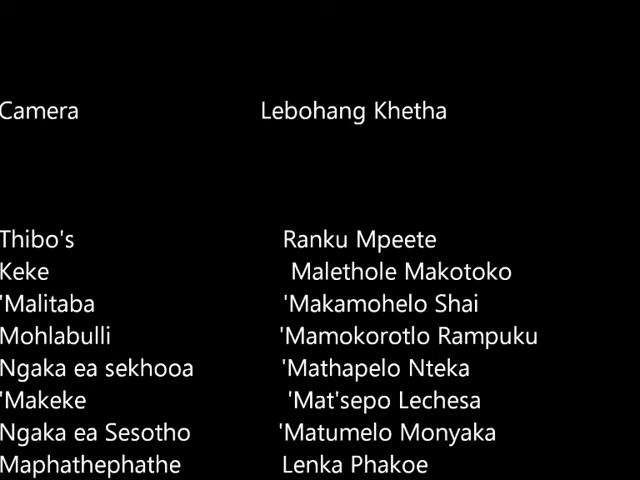 Camera Lebohang Khetha
Thibo's Ranku Mpeete
Keke Malethole Makotoko
'Malitaba 'Makamohelo Shai
Mohlabulli 'Mamokorotlo Rampuku
Ngaka ea sekhooa 'Mathapelo Nteka
'Makeke 'Mat'sepo Lechesa
Ngaka ea Sesotho 'Matumelo Monyaka
Maphathephathe Lenka Phakoe